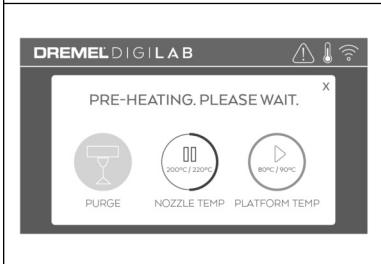 DREMEL DIGILAB
X
PRE-HEATING. PLEASE WAIT.
200°C / 220°C
80°C / 90°C
PURGE
NOZZLE TEMP
PLATFORM TEMP